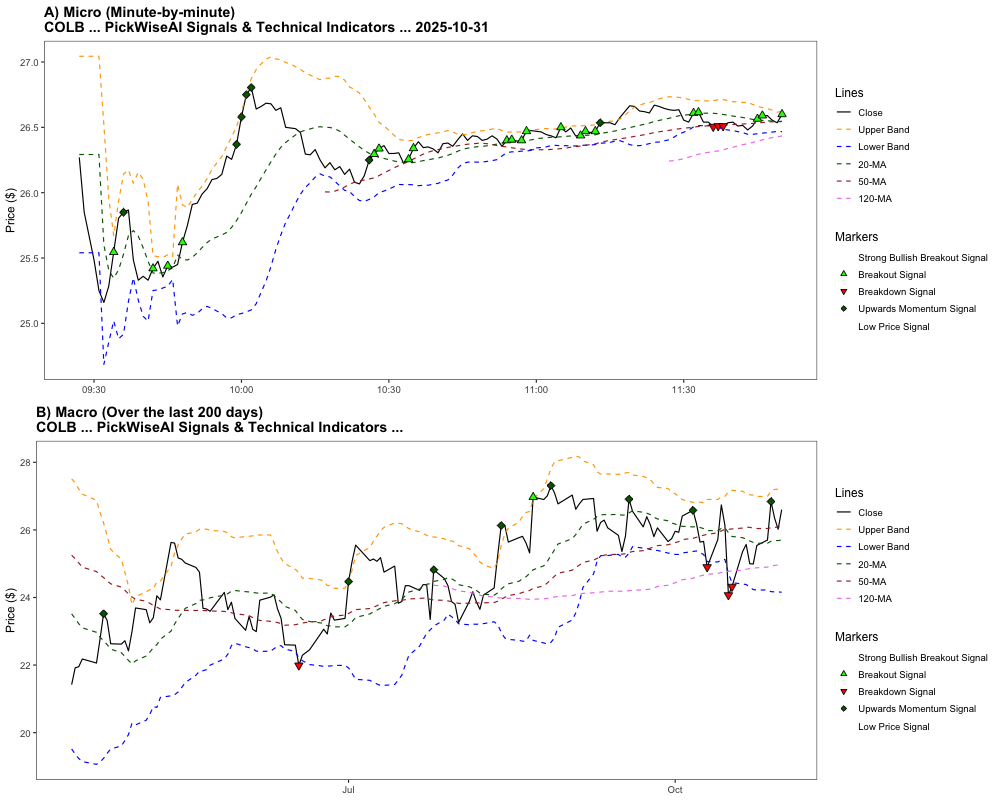 A) Micro (Minute-by-minute)
COLB ... PickWiseAI Signals & Technical Indicators ... 2025-10-31
Price ($)
27.0
26.5
26.0
25.5
25.0
09:30
10:00
10:30
11:00
11:30
Lines
Close
Upper Band
Lower Band
20-MA
50-MA
120-MA
Markers
Strong Bullish Breakout Signal
Breakout Signal
Breakdown Signal
Upwards Momentum Signal
Low Price Signal
B) Macro (Over the last 200 days)
COLB ... PickWiseAI Signals & Technical Indicators ...
Price ($)
28
26
24
22
20
Jul
Oct
Lines
Close
Upper Band
Lower Band
20-MA
50-MA
120-MA
Markers
Strong Bullish Breakout Signal
Breakout Signal
Breakdown Signal
Upwards Momentum Signal
Low Price Signal